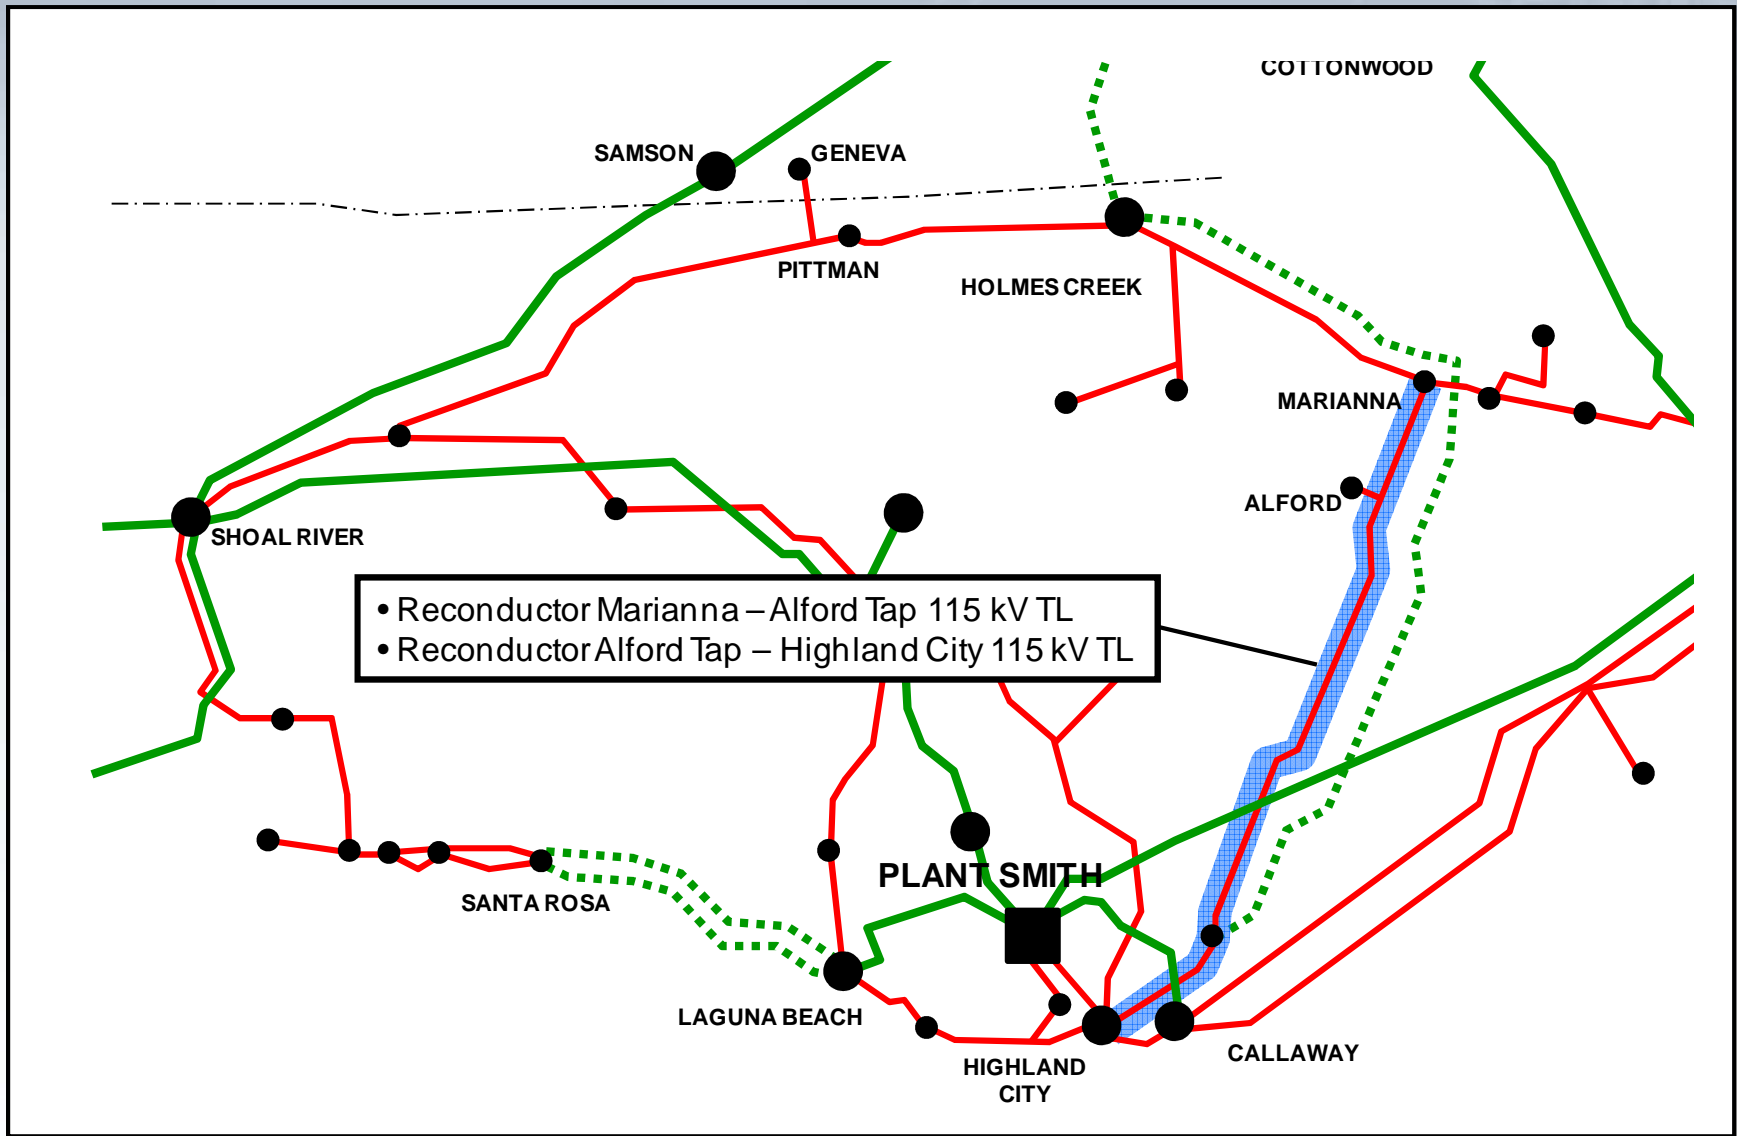 COTTONWOOD
SAMSON
GENEVA
PITTMAN
HOLMES CREEK
MARIANNA
ALFORD
SHOAL RIVER
• Reconductor Marianna – Alford Tap 115 kV TL
• Reconductor Alford Tap – Highland City 115 kV TL
PLANT SMITH
SANTA ROSA
LAGUNA BEACH
CALLAWAY
HIGHLAND
CITY